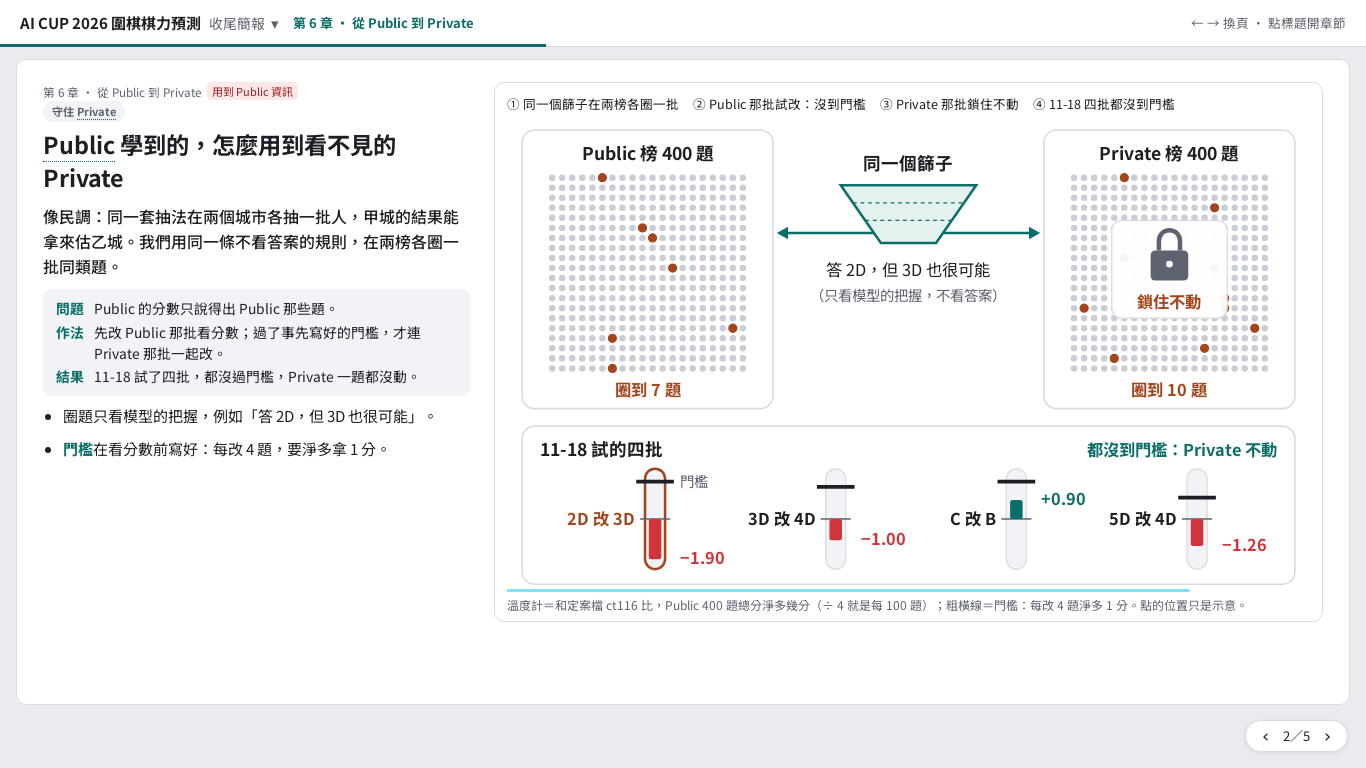 AI CUP 2026 圍棋棋力預測 收尾簡報 ▼ 第 6 章 · 從 Public 到 Private
← → 換頁 · 點標題開章節
第 6 章 · 從 Public 到 Private 用到 Public 資訊
守住 Private
Public 學到的，怎麼用到看不見的
Private
像民調：同一套抽法在兩個城市各抽一批人，甲城的結果能
拿來估乙城。我們用同一條不看答案的規則，在兩榜各圈一
批同類題。
問題 Public 的分數只說得出 Public 那些題。
作法 先改 Public 那批看分數；過了事先寫好的門檻，才連
Private 那批一起改。
結果 11-18 試了四批，都沒過門檻，Private 一題都沒動。
• 圈題只看模型的把握，例如「答 2D，但 3D 也很可能」。
• 門檻在看分數前寫好：每改 4 題，要淨多拿 1 分。
① 同一個篩子在兩榜各圈一批 ② Public 那批試改：沒到門檻 ③ Private 那批鎖住不動 ④ 11-18 四批都沒到門檻
Public 榜 400 題
圈到 7 題
同一個篩子
答 2D，但 3D 也很可能
（只看模型的把握，不看答案）
Private 榜 400 題
鎖住不動
圈到 10 題
11-18 試的四批
都沒到門檻：Private 不動
門檻
2D 改 3D
−1.90
3D 改 4D
−1.00
C 改 B
+0.90
5D 改 4D
−1.26
溫度計＝和定案檔 ct116 比，Public 400 題總分淨多幾分（÷ 4 就是每 100 題）；粗橫線＝門檻：每改 4 題淨多 1 分。點的位置只是示意。
‹ 2／5 ›